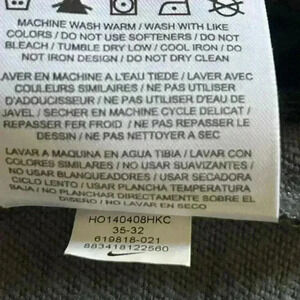 MACHINE WASH WARM / WASH WITH LIKE
COLORS / DO NOT USE SOFTENERS / DO NOT
BLEACH / TUMBLE DRY LOW / COOL IRON / DO
NOT IRON DESIGN / DO NOT DRY CLEAN
LAVER EN MACHINE A L'EAU TIEDE / LAVER AVEC
COULEURS SIMILAIRES / NE PAS UTILISER
D'ADOUCISSEUR / NE PAS UTILISER D'EAU DE
JAVEL / SECHER EN MACHINE CYCLE DELICAT /
REPASSER FER FROID / NE PAS REPASSER LE
DESSIN / NE PAS NETTOYER A SEC
LAVAR A MAQUINA EN AGUA TIBIA / LAVAR CON
COLORES SIMILARES / NO USAR SUAVIZANTES /
NO USAR BLANQUEADOR / USAR SECADORA
CICLO LENTO / USAR PLANCHA TEMPERATURA
BAJA / NO PLANCHAR DIRECTAMENTE SOBRE EL
DISEÑO / NO LAVAR EN SECO
HO140408HKC
35-32
619818-021
883418122560